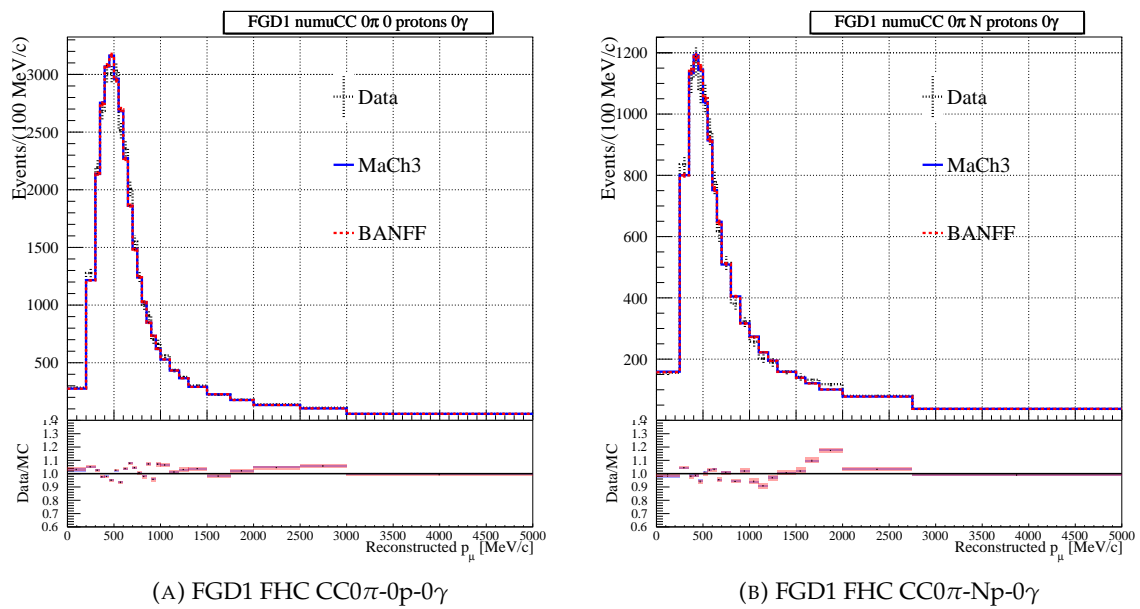 FGD1 numuCC 0π 0 protons 0γ
Events/(100 MeV/c)
3000
2500
2000
1500
1000
500
Data
MaCh3
BANFF
Data/MC
1.4
1.3
1.2
1.1
1.0
0.9
0.8
0.7
0.6
0 500 1000 1500 2000 2500 3000 3500 4000 4500 5000
Reconstructed pμ [MeV/c]
(A) FGD1 FHC CC0π-0p-0γ
FGD1 numuCC 0π N protons 0γ
Events/(100 MeV/c)
1200
1000
800
600
400
200
Data
MaCh3
BANFF
Data/MC
1.4
1.3
1.2
1.1
1.0
0.9
0.8
0.7
0.6
0 500 1000 1500 2000 2500 3000 3500 4000 4500 5000
Reconstructed pμ [MeV/c]
(B) FGD1 FHC CC0π-Np-0γ